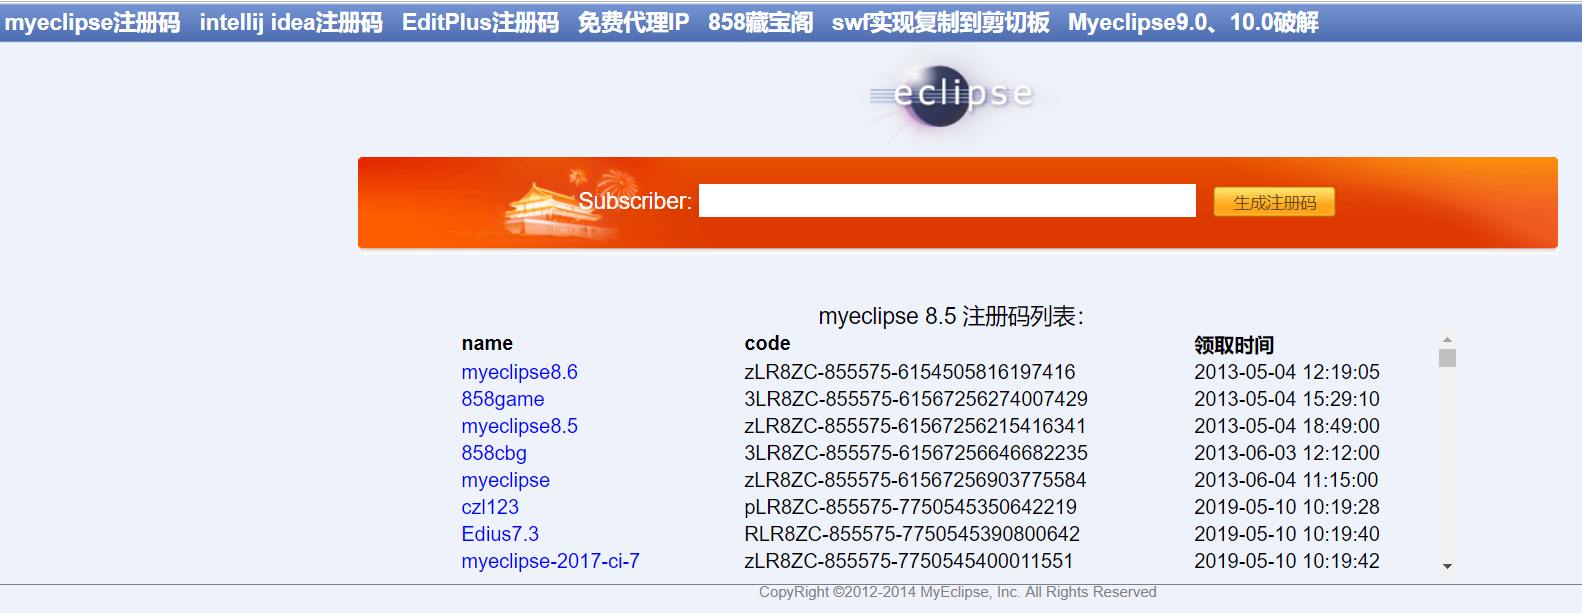 myeclipse注册码 intellij idea注册码 EditPlus注册码 免费代理IP 858藏宝阁 swf实现复制到剪切板 Myeclipse9.0、10.0破解
eclipse
Subscriber: 生成注册码
myeclipse 8.5 注册码列表：
name code 领取时间
myeclipse8.6 zLR8ZC-855575-6154505816197416 2013-05-04 12:19:05
858game 3LR8ZC-855575-61567256274007429 2013-05-04 15:29:10
myeclipse8.5 zLR8ZC-855575-61567256215416341 2013-05-04 18:49:00
858cbg 3LR8ZC-855575-61567256646682235 2013-06-03 12:12:00
myeclipse zLR8ZC-855575-61567256903775584 2013-06-04 11:15:00
czl123 pLR8ZC-855575-7750545350642219 2019-05-10 10:19:28
Edius7.3 RLR8ZC-855575-7750545390800642 2019-05-10 10:19:40
myeclipse-2017-ci-7 zLR8ZC-855575-7750545400011551 2019-05-10 10:19:42
CopyRight ©2012-2014 MyEclipse, Inc. All Rights Reserved